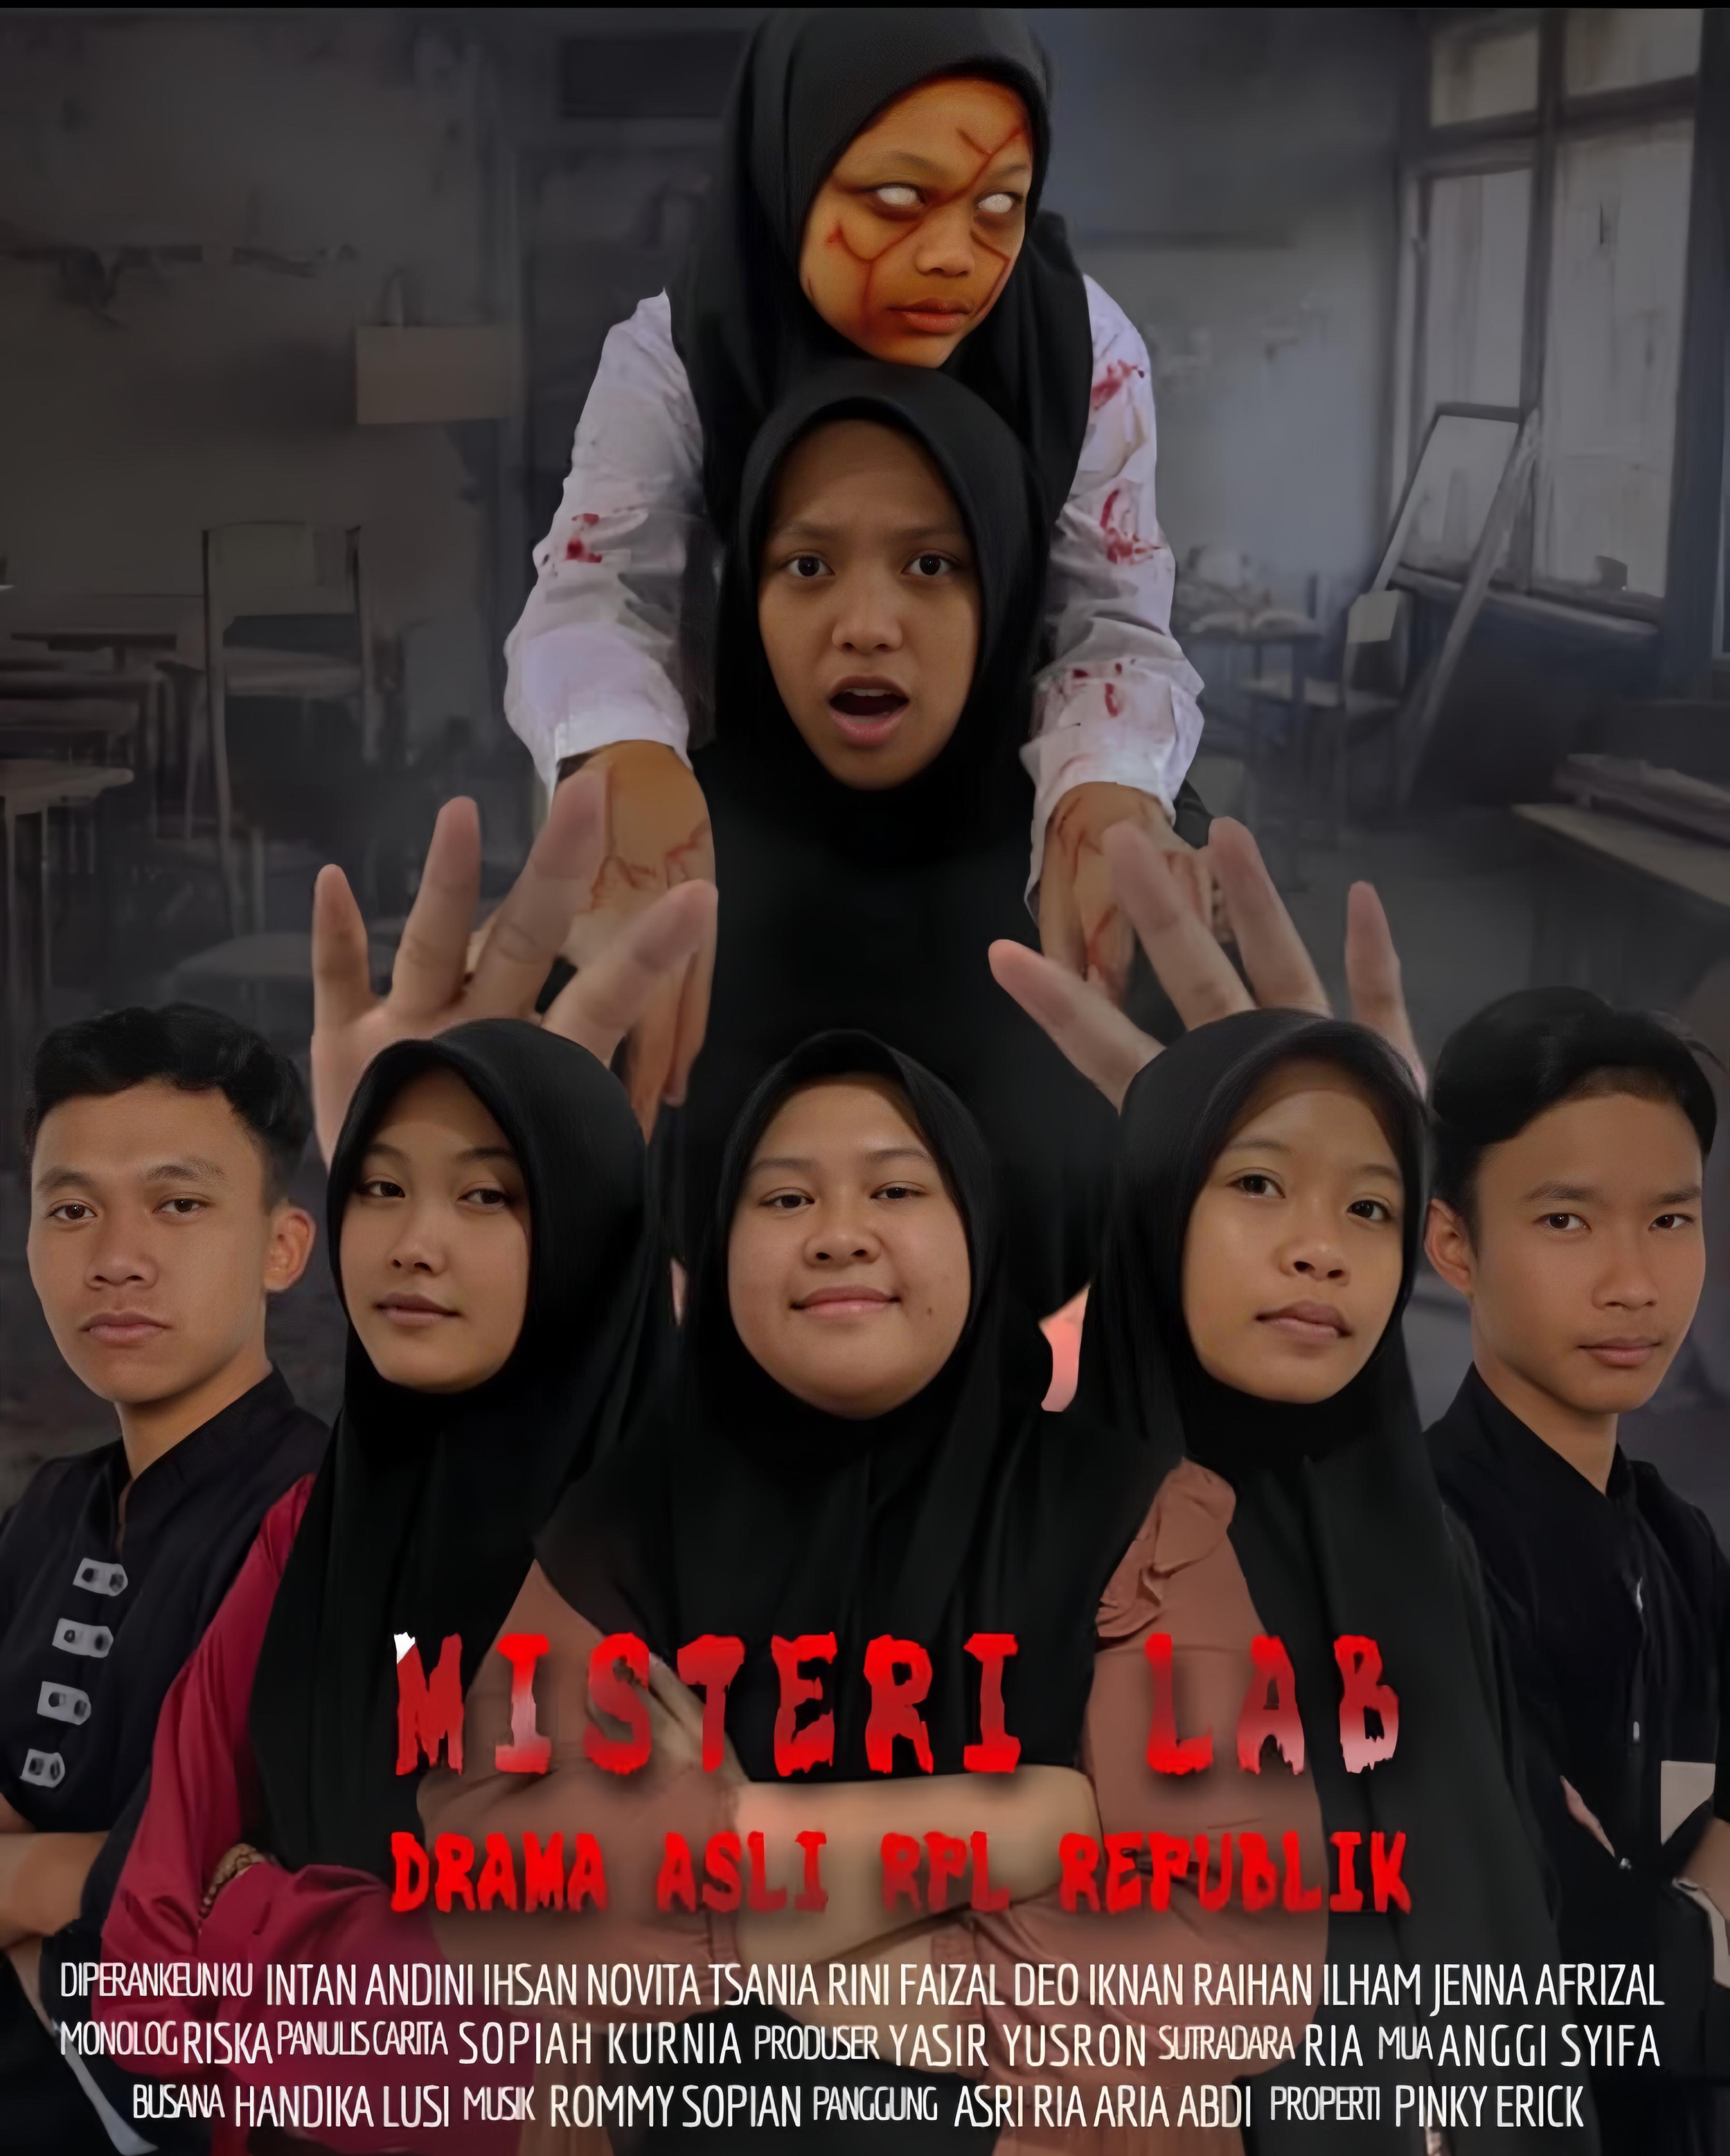 MISTERI LAB
DRAMA ASLI RPL REPUBLIK
DIPERANKEUN KU INTAN ANDINI IHSAN NOVITA TSANIA RINI FAIZAL DEO IKNAN RAIHAN ILHAM JENNA AFRIZAL
MONOLOG RISKA PANULIS CARITA SOPIAH KURNIA PRODUSER YASIR YUSRON SUTRADARA RIA MUA ANGGI SYIFA
BUSANA HANDIKA LUSI MUSIK ROMMY SOPIAN PANGGUNG ASRI RIA ARIA ABDI PROPERTI PINKY ERICK